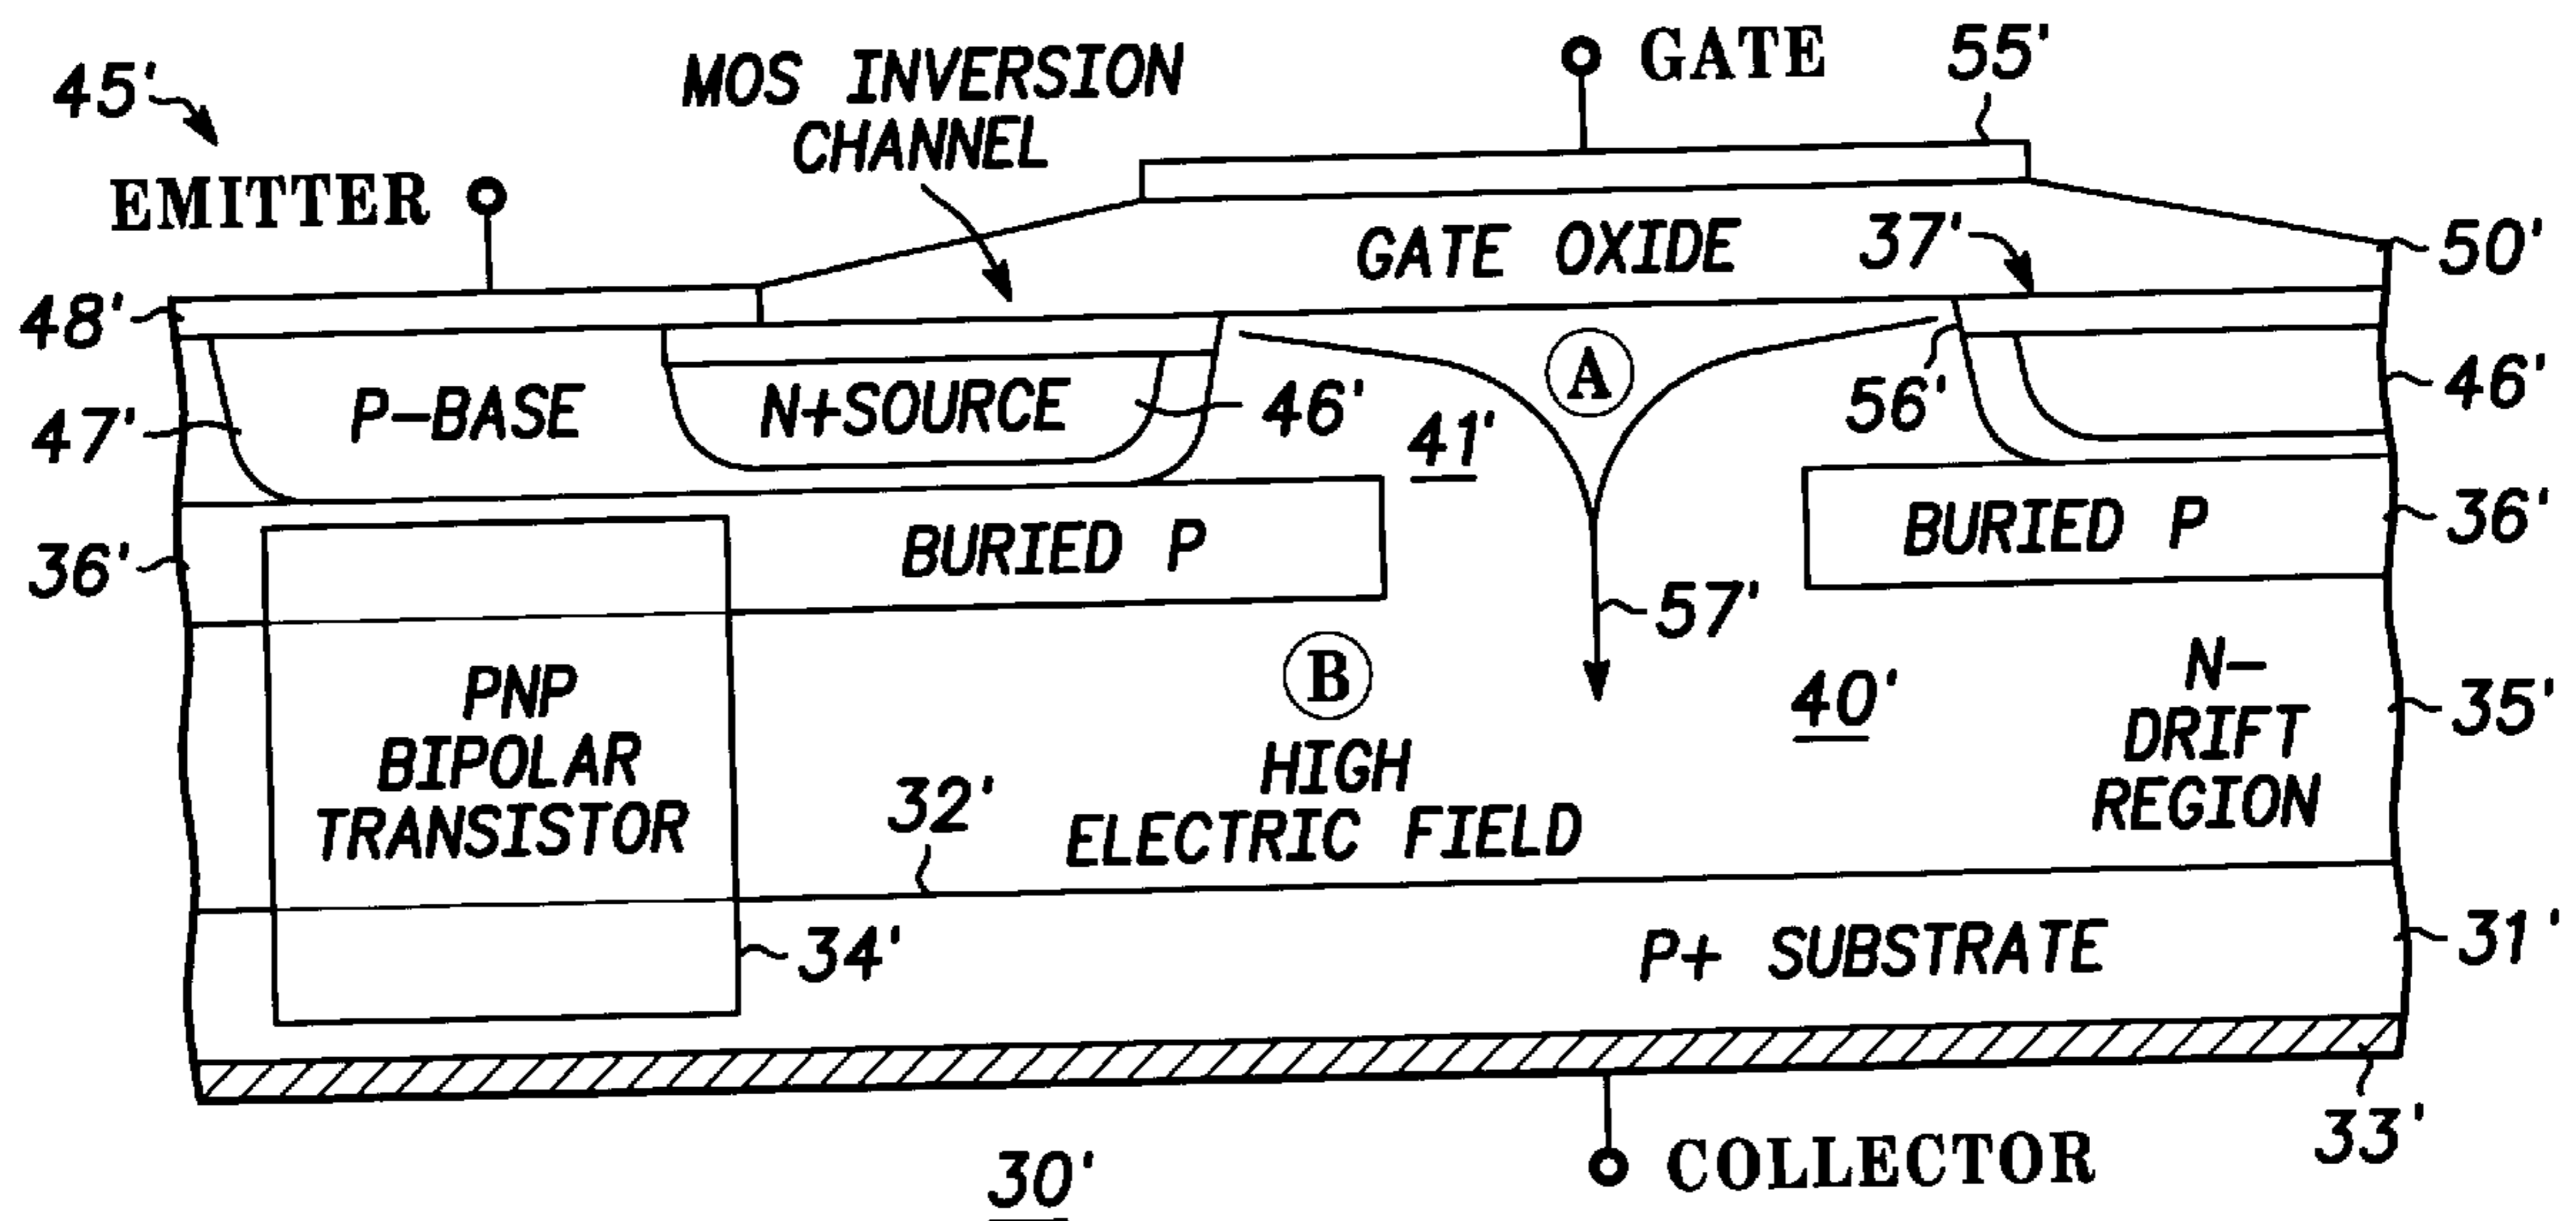 45'
MOS INVERSION
CHANNEL
GATE
55'
EMITTER
GATE OXIDE
37'
50'
48'
A
56'
46'
47'
P-BASE
N+SOURCE
46'
41'
36'
BURIED P
BURIED P
36'
57'
B
HIGH
ELECTRIC FIELD
40'
N-
DRIFT
REGION
35'
PNP
BIPOLAR
TRANSISTOR
32'
34'
P+ SUBSTRATE
31'
33'
COLLECTOR
30'